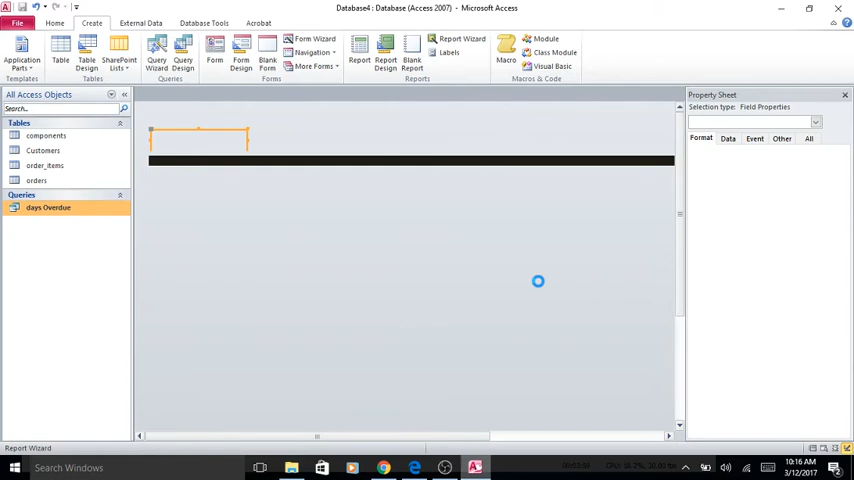 Database4 : Database (Access 2007) - Microsoft Access
File Home Create External Data Database Tools Acrobat
Application Parts
Table
Table Design
SharePoint Lists
Query Wizard
Query Design
Form
Form Design
Blank Form
Form Wizard
Navigation
More Forms
Report
Report Design
Blank Report
Report Wizard
Labels
Macro
Module
Class Module
Visual Basic
Templates Tables Queries Forms Reports Macros & Code
All Access Objects
Search...
Tables
components
Customers
order_items
orders
Queries
days Overdue
Property Sheet
Selection type: Field Properties
Format Data Event Other All
Report Wizard
Search Windows
10:16 AM
3/12/2017